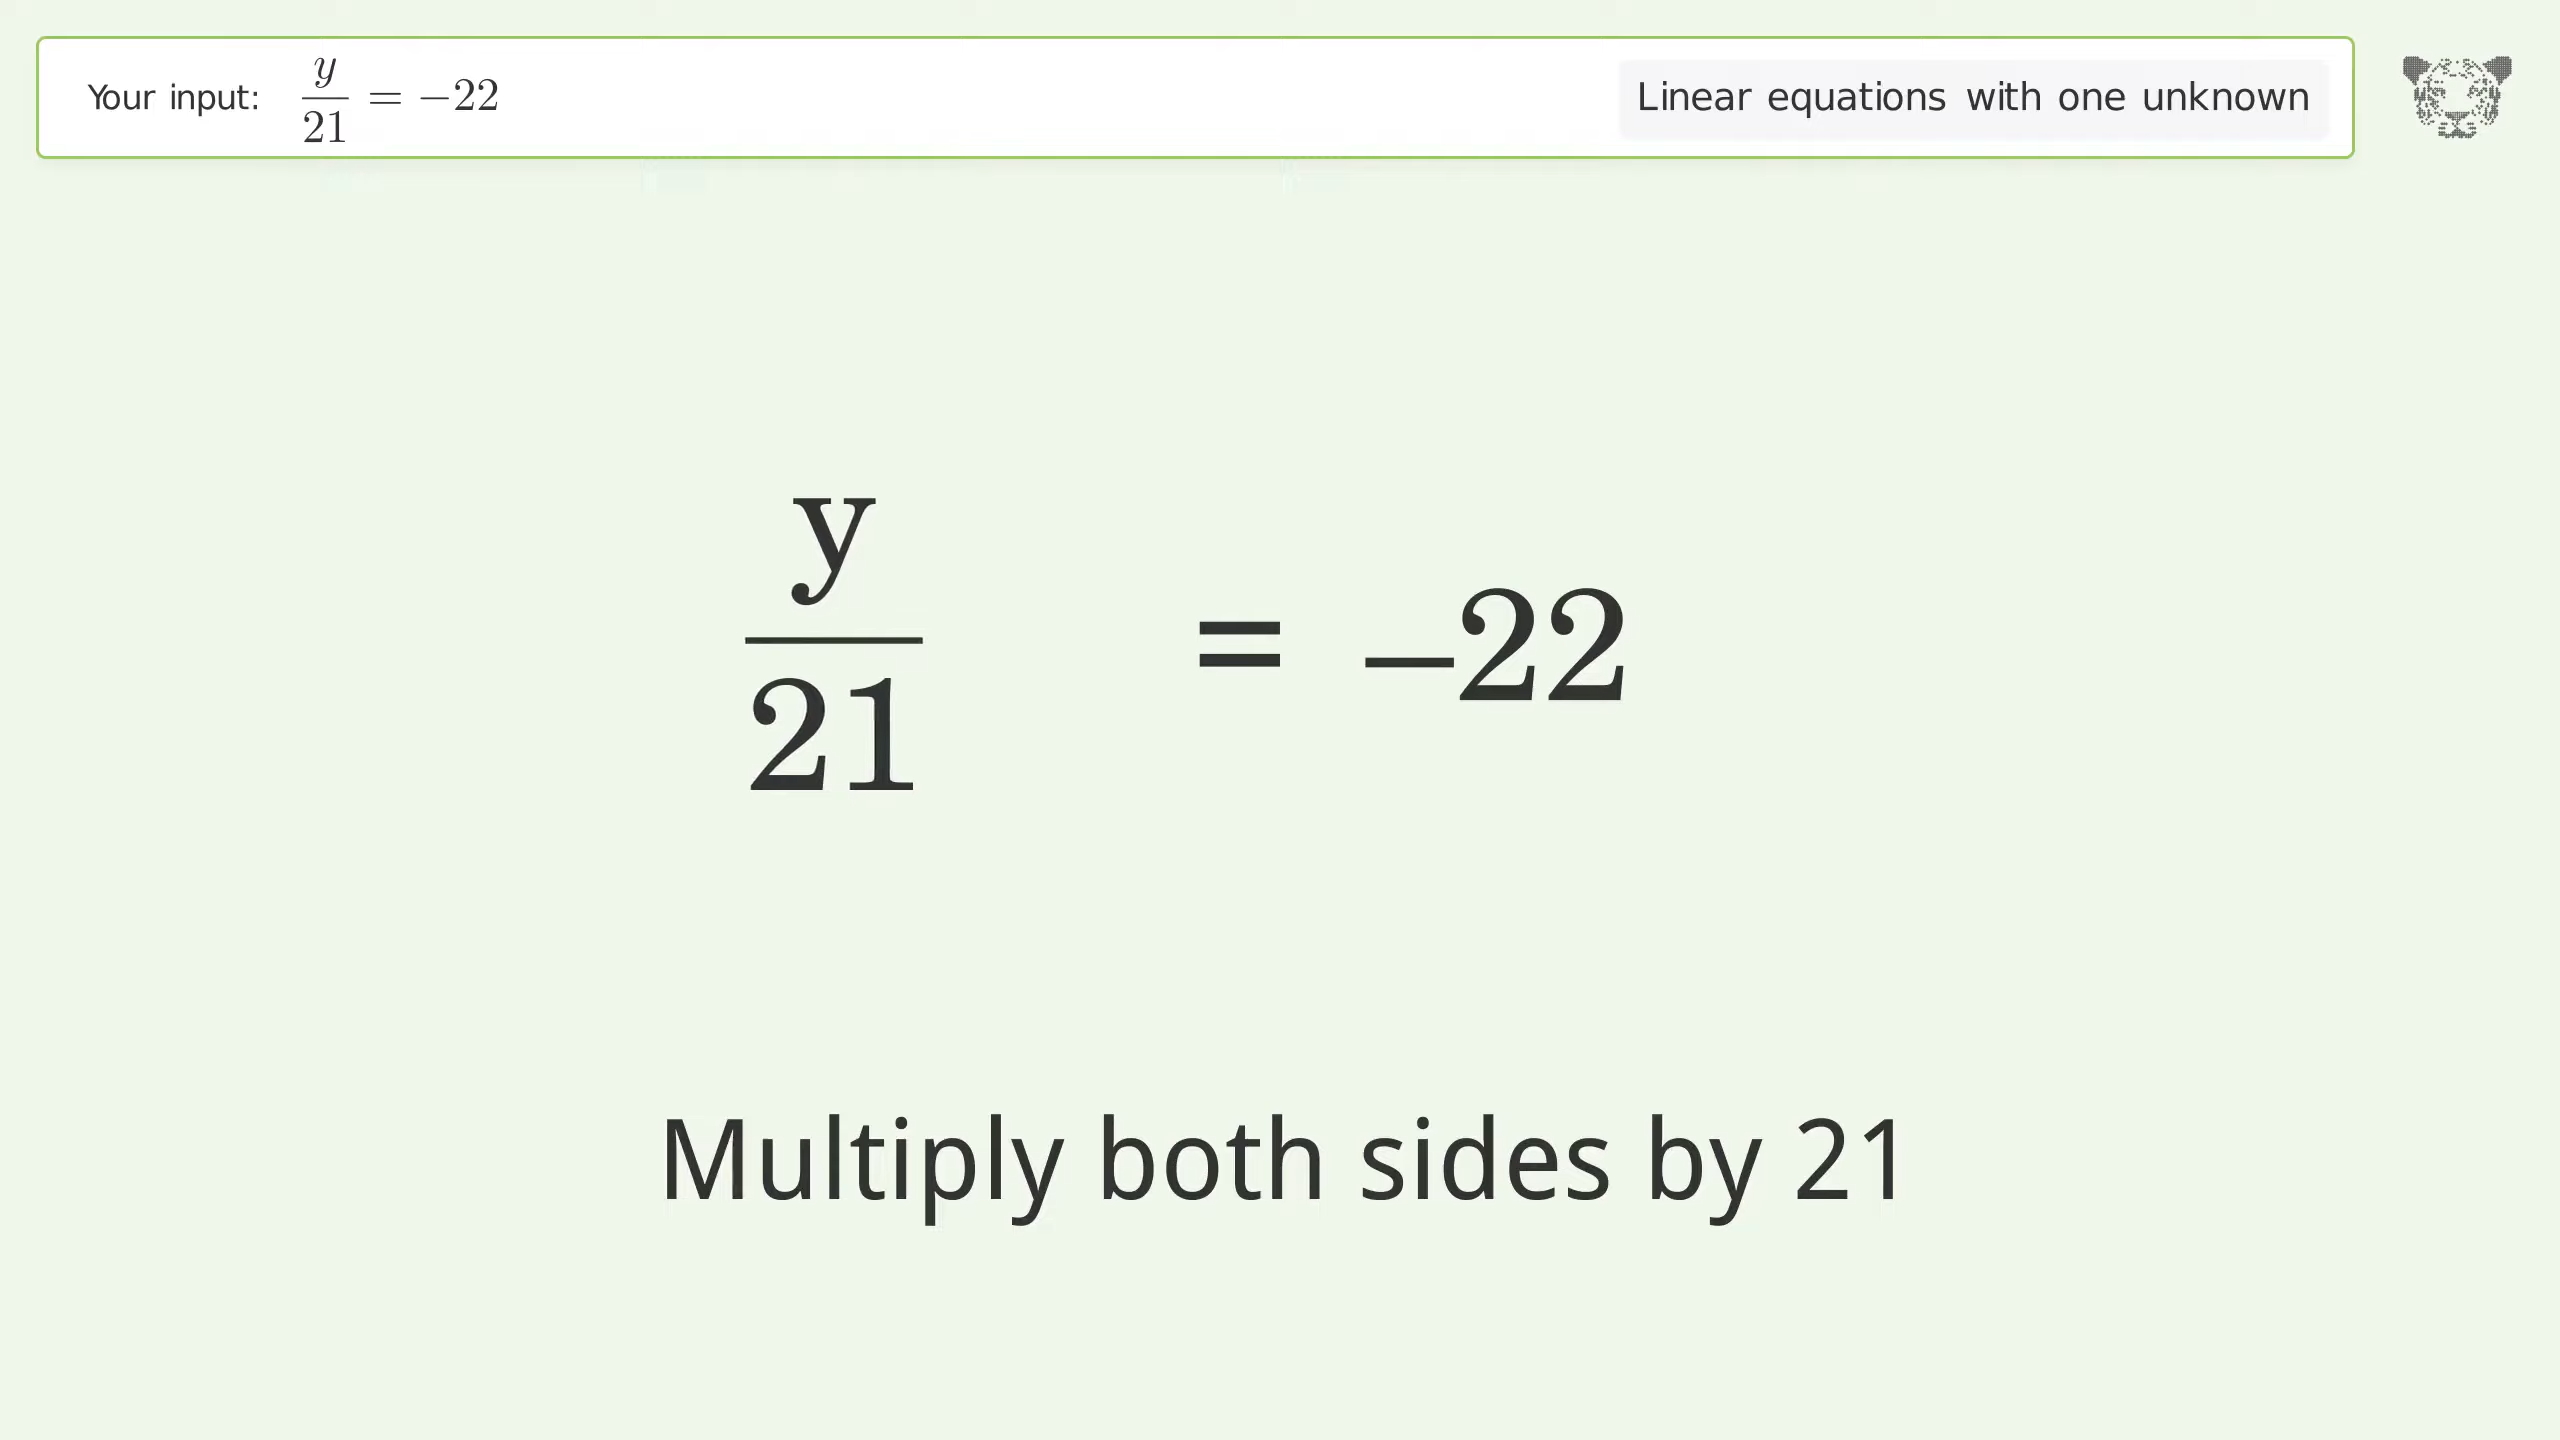 Your input: y/21 = −22
Linear equations with one unknown
y/21 = −22
Multiply both sides by 21